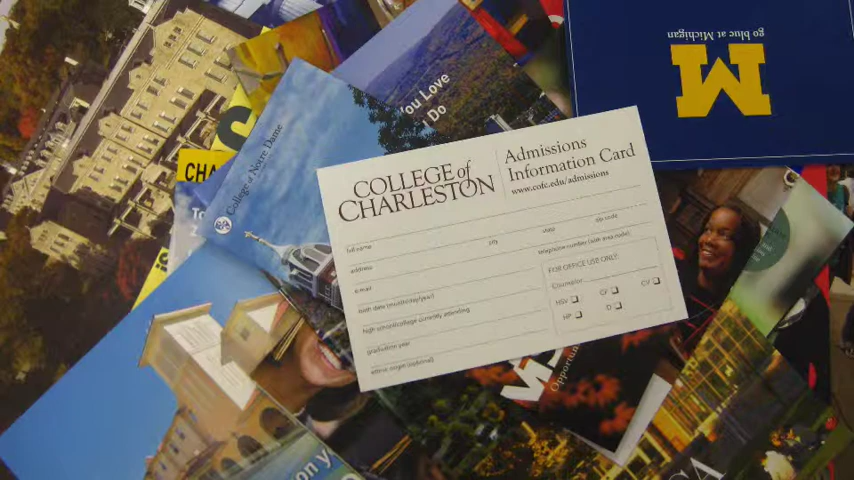 go blue at Michigan
M
You Love
Do
College of Notre Dame
CHA
COLLEGE of
CHARLESTON
Admissions
Information Card
www.cofc.edu/admissions
full name
address
city
state
zip code
e-mail
telephone number (with area code)
birth date (month/day/year)
high school/college currently attending
graduation year
ethnic origin (optional)
FOR OFFICE USE ONLY:
Counselor
HSV
CF
CV
HP
O
on y